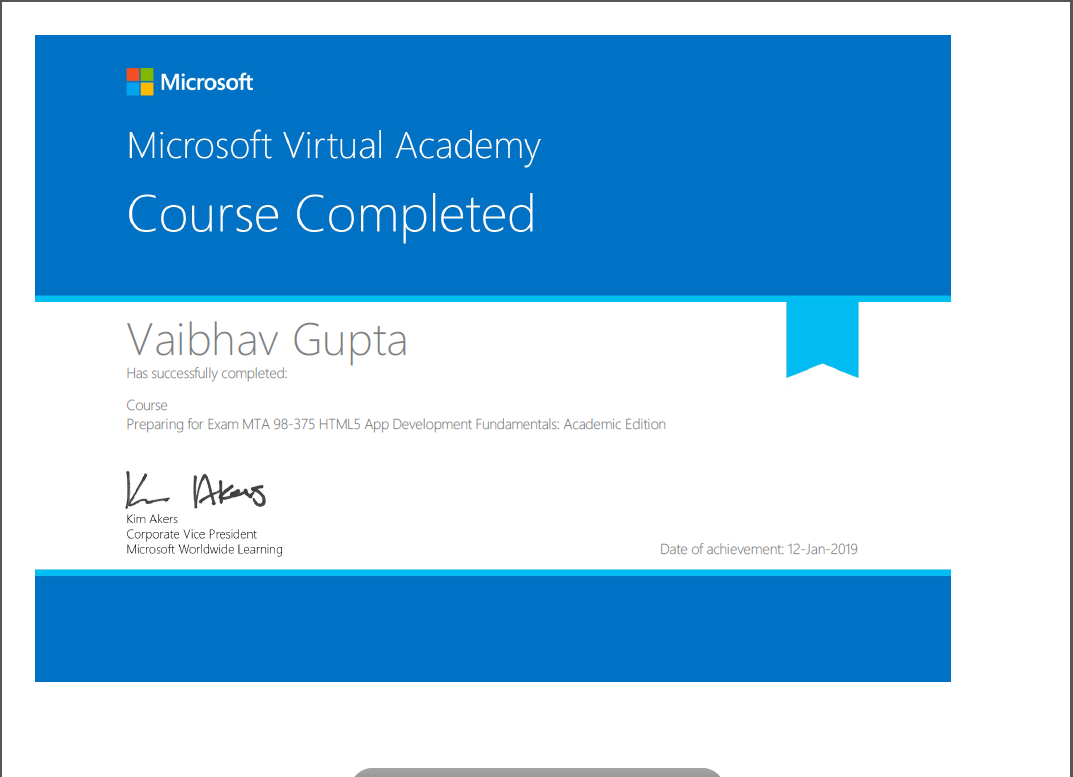 Microsoft
Microsoft Virtual Academy
Course Completed
Vaibhav Gupta
Has successfully completed:
Course
Preparing for Exam MTA 98-375 HTML5 App Development Fundamentals: Academic Edition
Kim Akers
Kim Akers
Corporate Vice President
Microsoft Worldwide Learning
Date of achievement: 12-Jan-2019